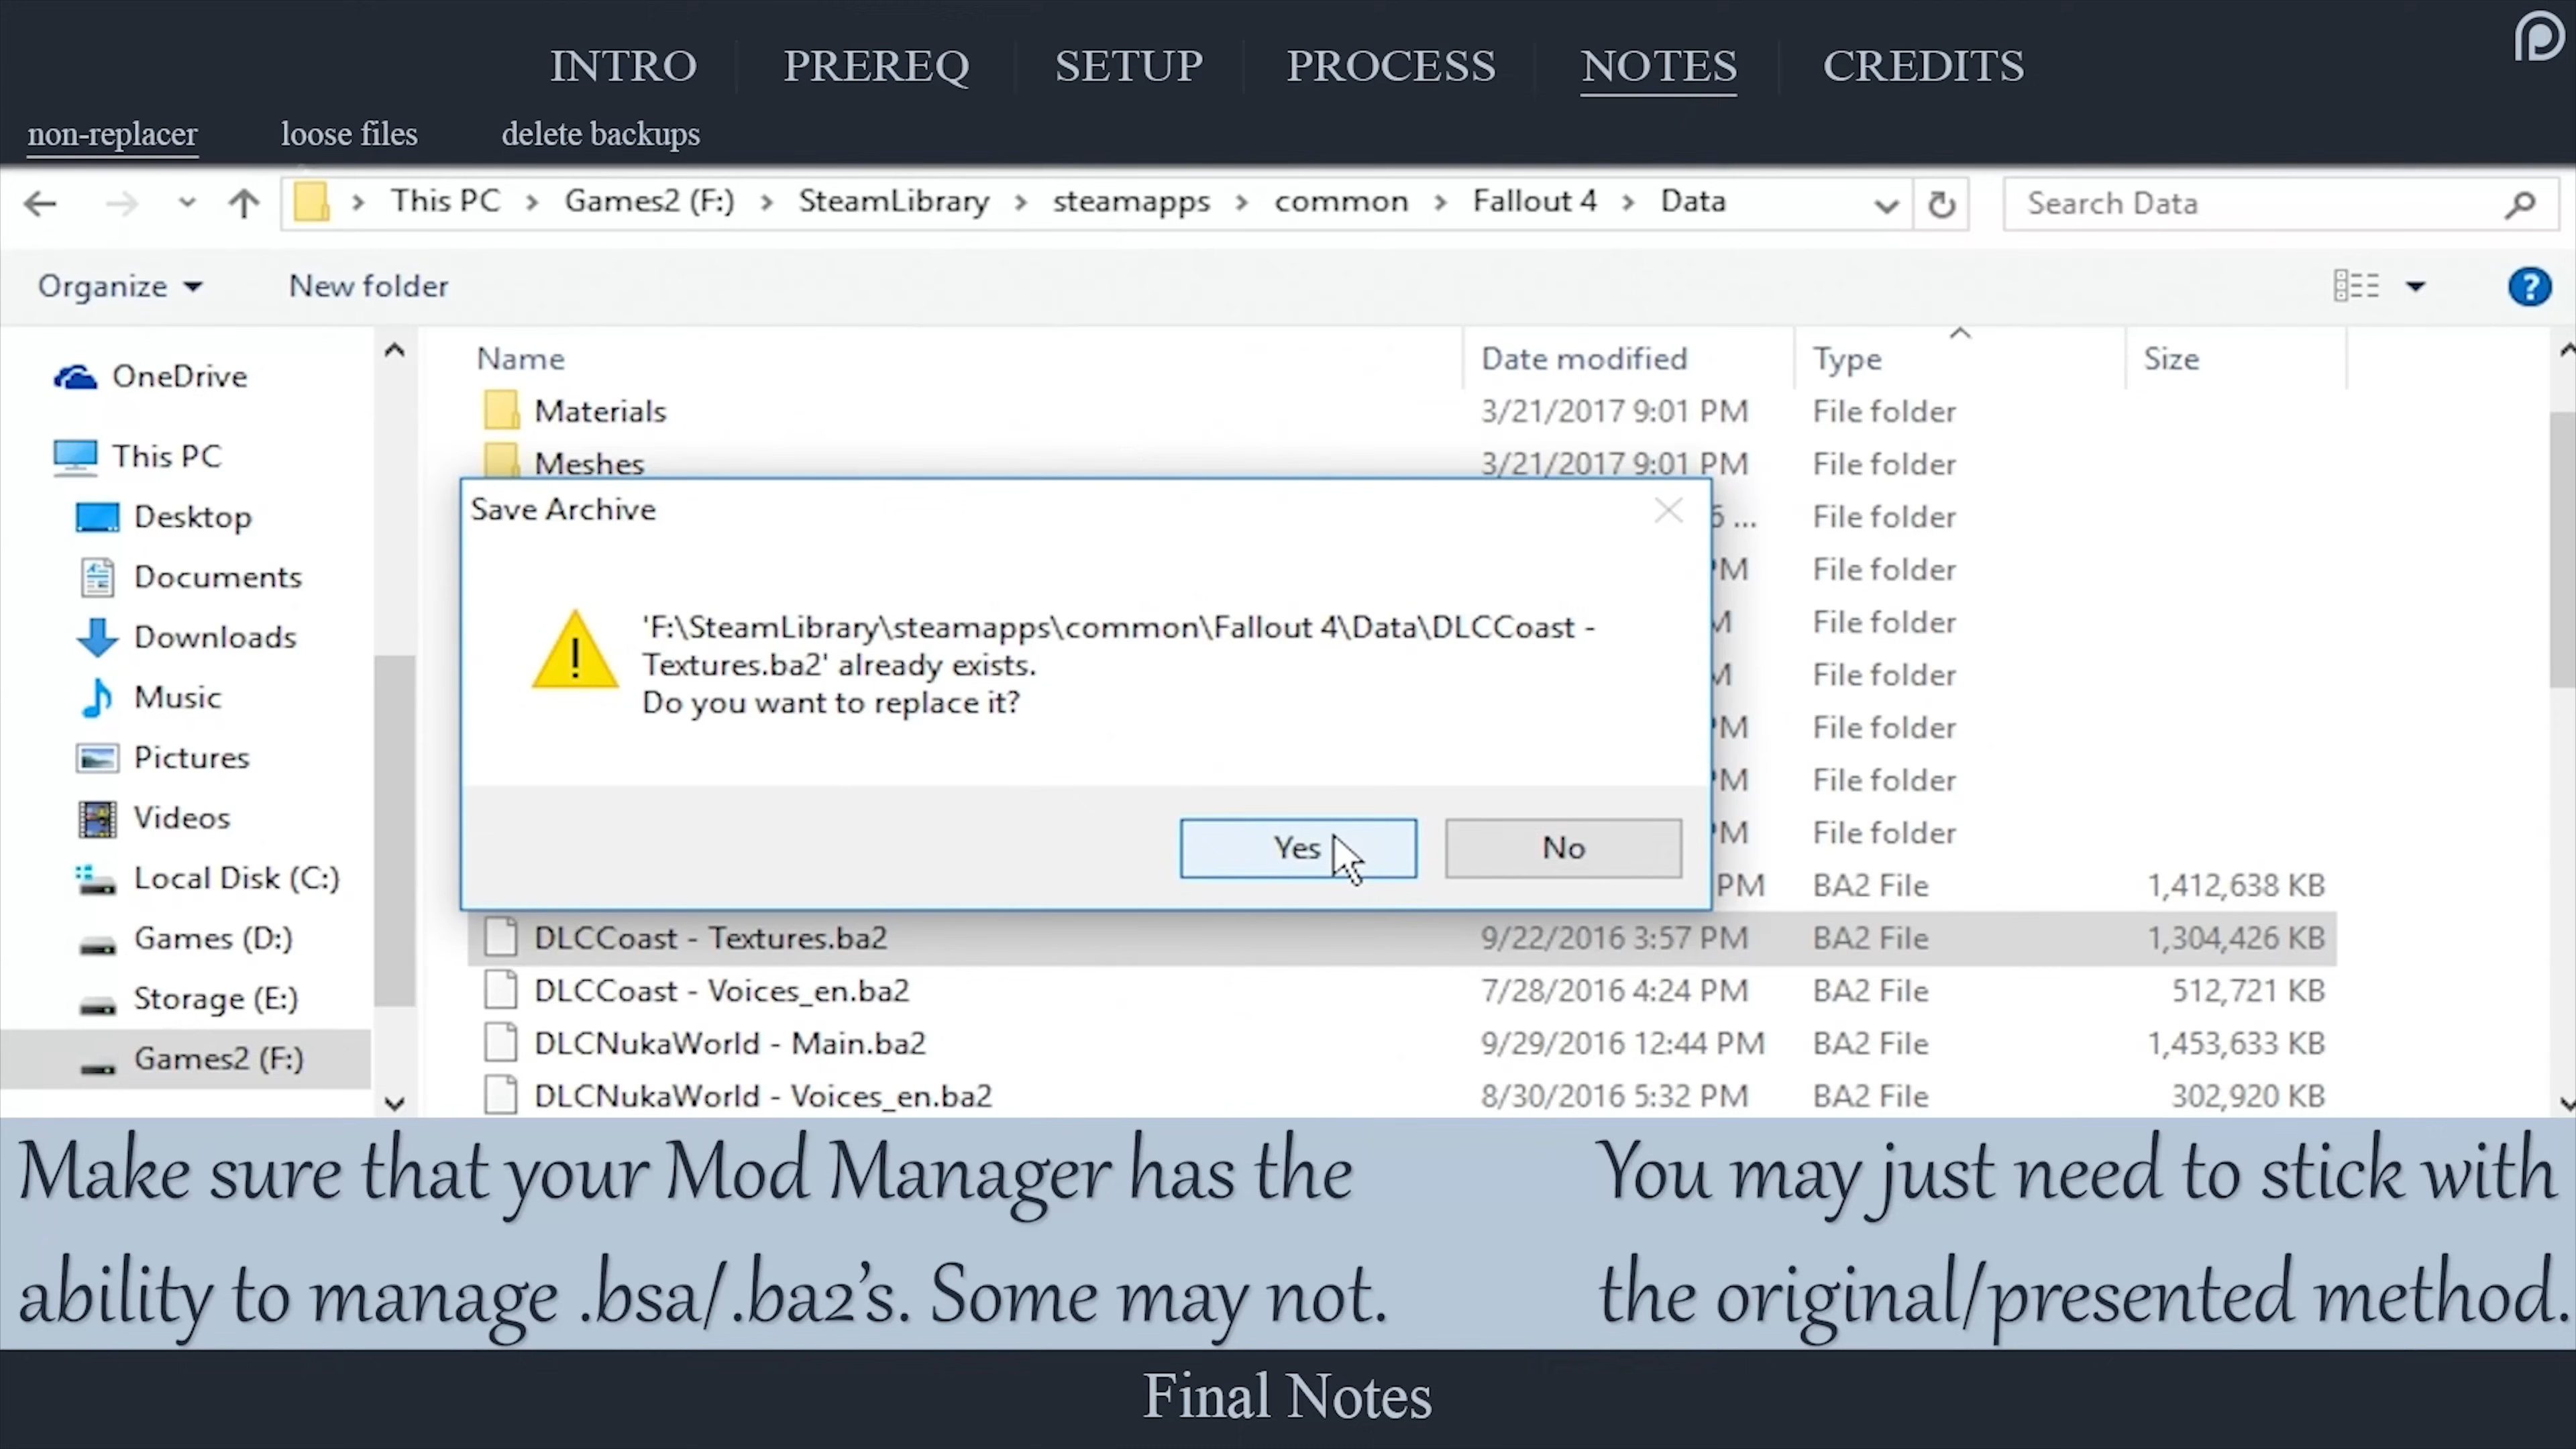 INTRO PREREQ SETUP PROCESS NOTES CREDITS
non-replacer loose files delete backups
This PC Games2 (F:) SteamLibrary steamapps common Fallout 4 Data Search Data
Organize New folder
Name Date modified Type Size
OneDrive
This PC
Desktop
Documents
Downloads
Music
Pictures
Videos
Local Disk (C:)
Games (D:)
Storage (E:)
Games2 (F:)
Materials 3/21/2017 9:01 PM File folder
Meshes 3/21/2017 9:01 PM File folder
... File folder
PM File folder
File folder
File folder
PM File folder
PM File folder
PM File folder
PM BA2 File 1,412,638 KB
Save Archive
'F:\SteamLibrary\steamapps\common\Fallout 4\Data\DLCCoast -
Textures.ba2' already exists.
Do you want to replace it?
Yes No
DLCCoast - Textures.ba2 9/22/2016 3:57 PM BA2 File 1,304,426 KB
DLCCoast - Voices_en.ba2 7/28/2016 4:24 PM BA2 File 512,721 KB
DLCNukaWorld - Main.ba2 9/29/2016 12:44 PM BA2 File 1,453,633 KB
DLCNukaWorld - Voices_en.ba2 8/30/2016 5:32 PM BA2 File 302,920 KB
Make sure that your Mod Manager has the
ability to manage .bsa/.ba2's. Some may not.
You may just need to stick with
the original/presented method.
Final Notes